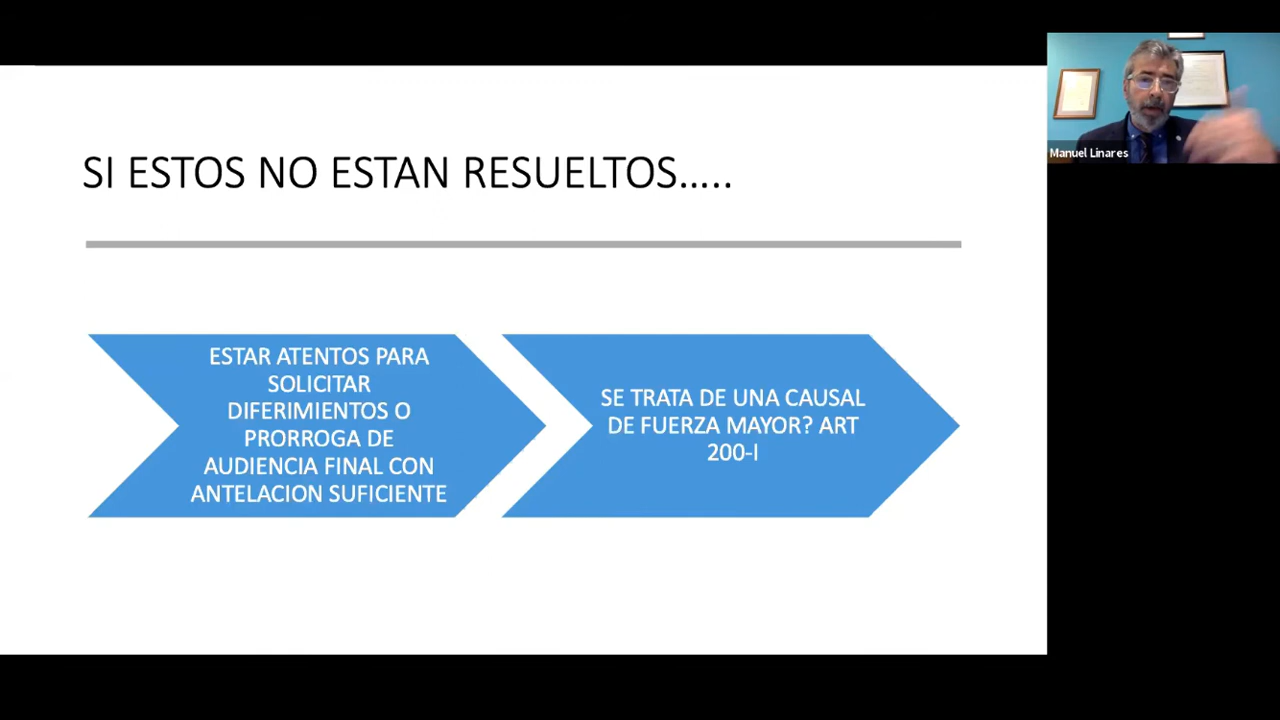 SI ESTOS NO ESTAN RESUELTOS…..
ESTAR ATENTOS PARA
SOLICITAR
DIFERIMIENTOS O
PRORROGA DE
AUDIENCIA FINAL CON
ANTELACION SUFICIENTE
SE TRATA DE UNA CAUSAL
DE FUERZA MAYOR? ART
200-I
Manuel Linares